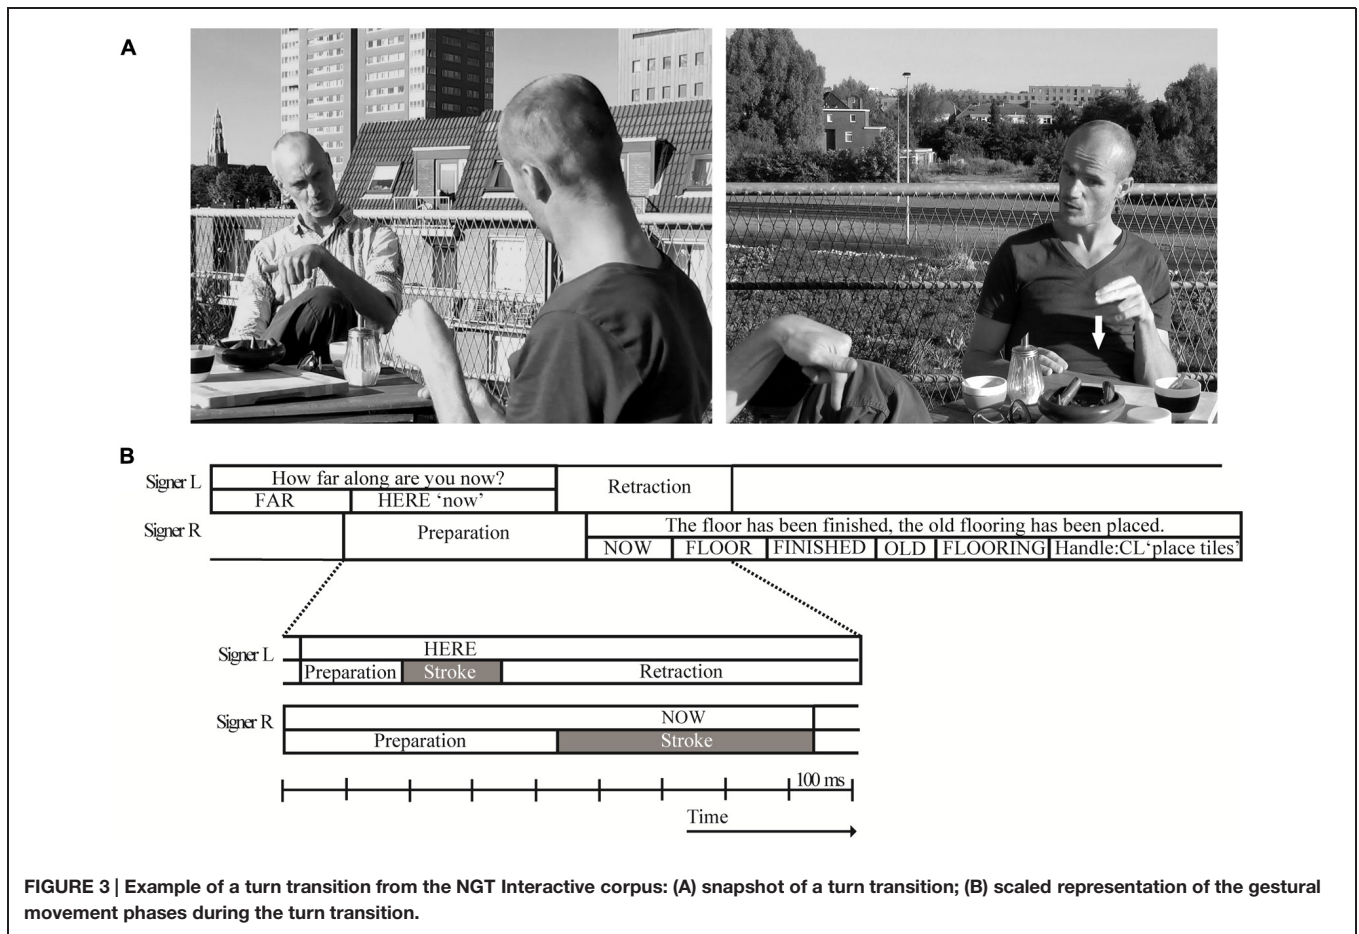 A
B
Signer L
How far along are you now?
FAR
HERE ‘now’
Retraction
Signer R
Preparation
The floor has been finished, the old flooring has been placed.
NOW
FLOOR
FINISHED
OLD
FLOORING
Handle:CL‘place tiles’
Signer L
HERE
Preparation
Stroke
Retraction
Signer R
NOW
Preparation
Stroke
100 ms
Time
FIGURE 3 | Example of a turn transition from the NGT Interactive corpus: (A) snapshot of a turn transition; (B) scaled representation of the gestural
movement phases during the turn transition.